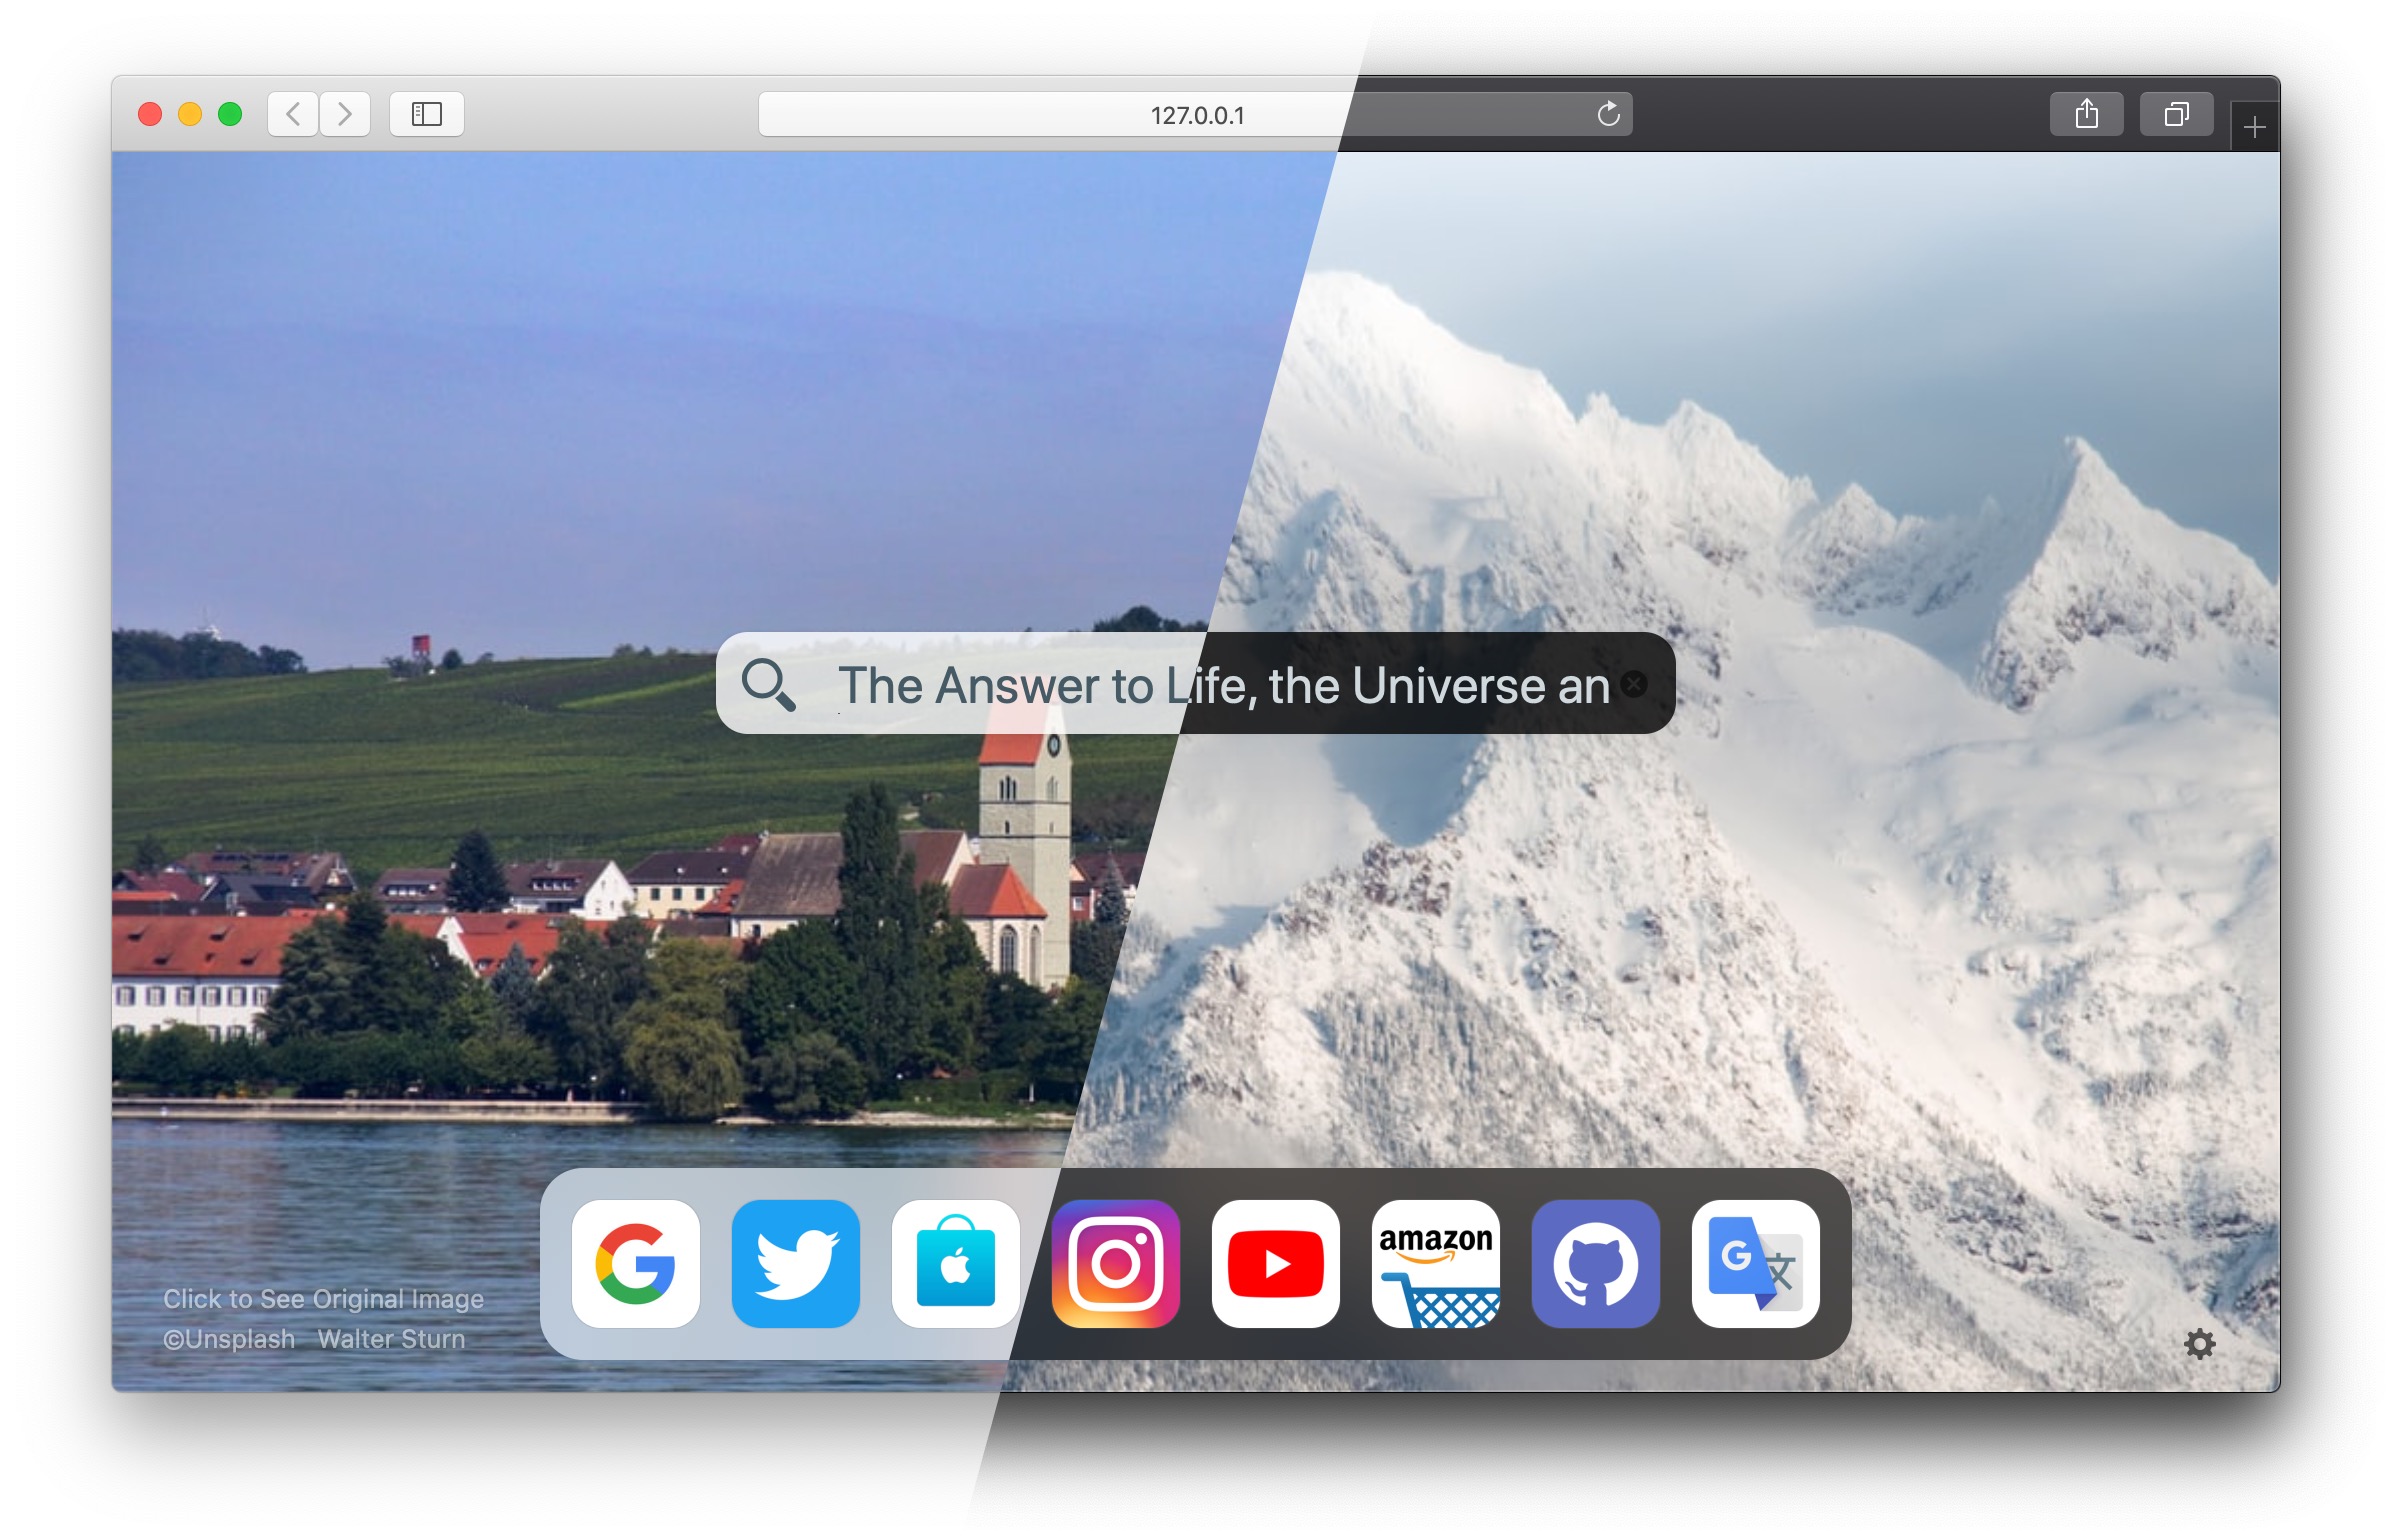 127.0.0.1
The Answer to Life, the Universe an
amazon
G 文
Click to See Original Image
©Unsplash Walter Sturn